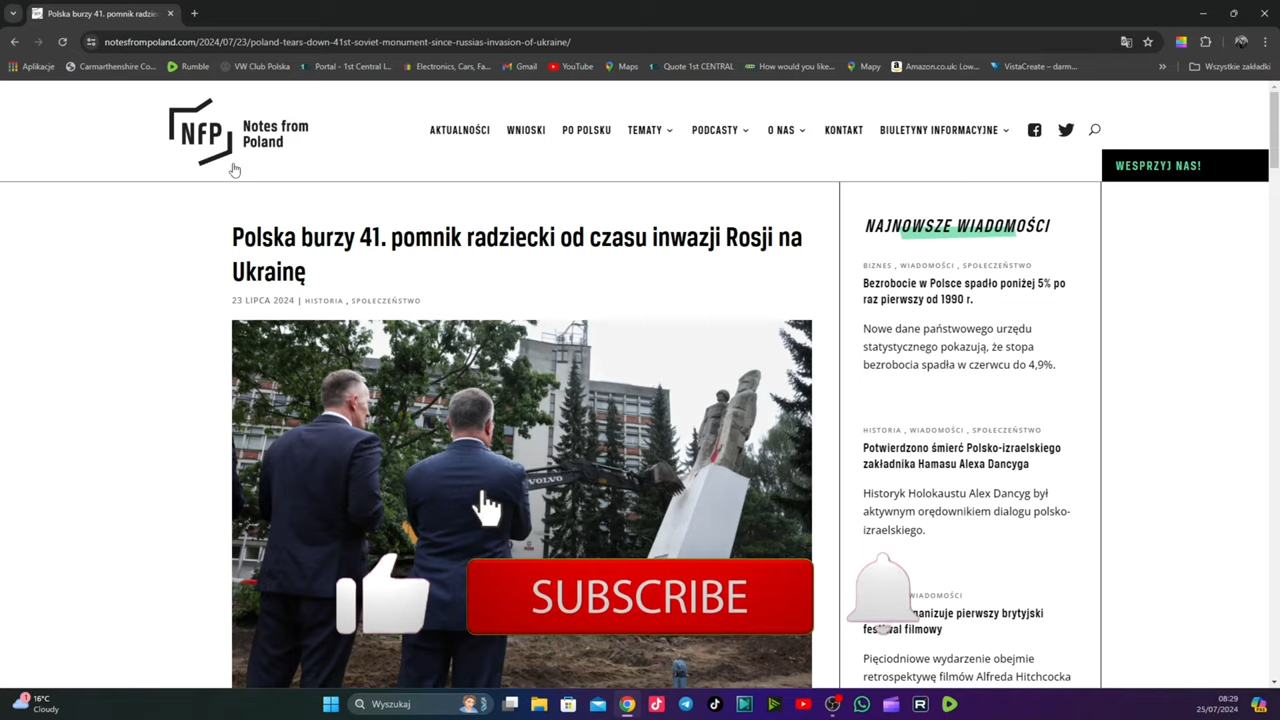 Polska burzy 41. pomnik radzie
notesfrompoland.com/2024/07/23/poland-tears-down-41st-soviet-monument-since-russias-invasion-of-ukraine/
Aplikacje
Carmarthenshire Co...
Rumble
VW Club Polska
Portal - 1st Central I...
Electronics, Cars, Fa...
Gmail
YouTube
Maps
Quote 1st CENTRAL
How would you like...
Mapy
Amazon.co.uk: Low...
VistaCreate – darm...
Wszystkie zakładki
NFP
Notes from
Poland
AKTUALNOŚCI
WNIOSKI
PO POLSKU
TEMATY
PODCASTY
O NAS
KONTAKT
BIULETYNY INFORMACYJNE
WESPRZYJ NAS!
Polska burzy 41. pomnik radziecki od czasu inwazji Rosji na
Ukrainę
23 LIPCA 2024 | HISTORIA , SPOŁECZEŃSTWO
VOLVO
SUBSCRIBE
NAJNOWSZE WIADOMOŚCI
BIZNES , WIADOMOŚCI , SPOŁECZEŃSTWO
Bezrobocie w Polsce spadło poniżej 5% po
raz pierwszy od 1990 r.
Nowe dane państwowego urzędu
statystycznego pokazują, że stopa
bezrobocia spadła w czerwcu do 4,9%.
HISTORIA , WIADOMOŚCI , SPOŁECZEŃSTWO
Potwierdzono śmierć Polsko-izraelskiego
zakładnika Hamasu Alexa Dancyga
Historyk Holokaustu Alex Dancyg był
aktywnym orędownikiem dialogu polsko-
izraelskiego.
WIADOMOŚCI
pierwszy brytyjski
filmowy
Pięciodniowe wydarzenie obejmie
retrospektywę filmów Alfreda Hitchcocka
1
16°C
Cloudy
Wyszukaj
08:29
25/07/2024